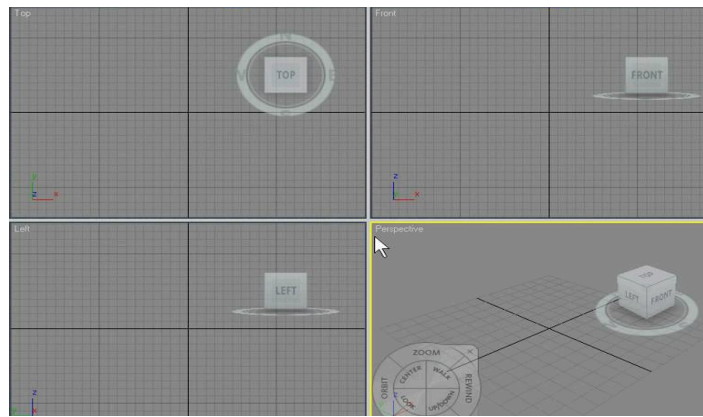 Top
N
W
TOP
E
S
Y
Z
X
Front
FRONT
Z
X
Left
LEFT
Z
Perspective
TOP
LEFT FRONT
ZOOM
CENTER WALK
ORBIT
REWIND
LOOK UP/DOWN